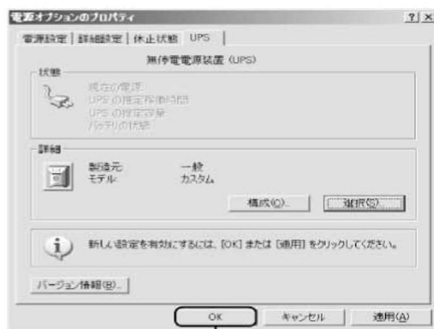 電源オプションのプロパティ
? ×
電源設定 詳細設定 休止状態 UPS
無停電電源装置 (UPS)
状態
現在の電源
UPS の推定稼働時間
UPS の推定容量
バッテリの状態
詳細
製造元 一般
モデル カスタム
構成(C)... 選択(S)...
新しい設定を有効にするには、[OK] または [適用] をクリックしてください。
バージョン情報(B)...
OK キャンセル 適用(A)